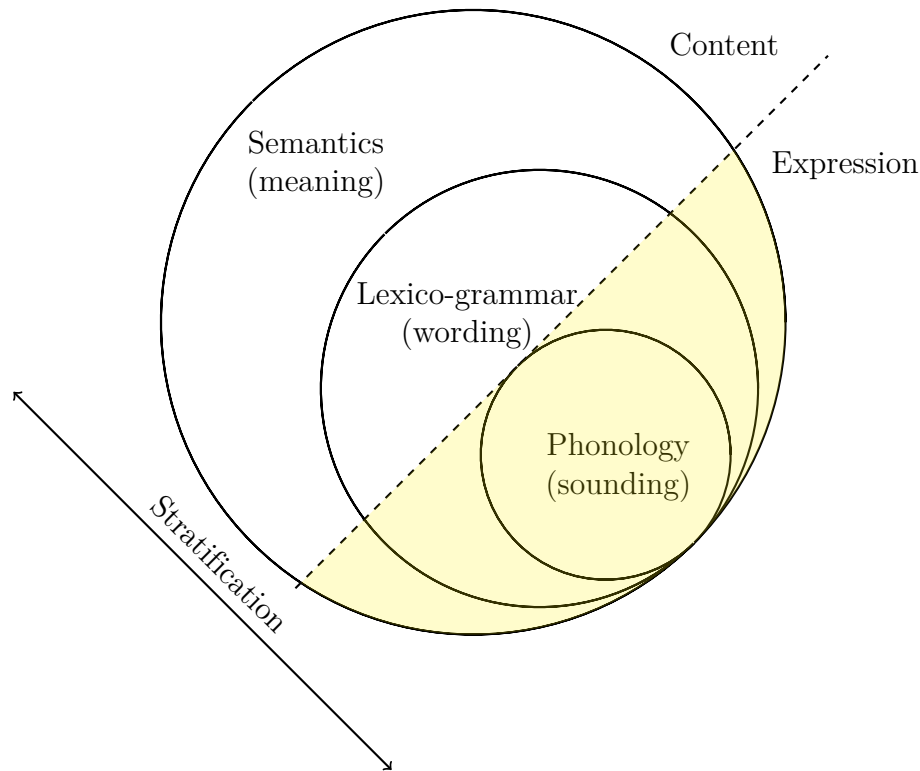 Content
Semantics
(meaning)
Expression
Lexico-grammar
(wording)
Phonology
(sounding)
Stratification